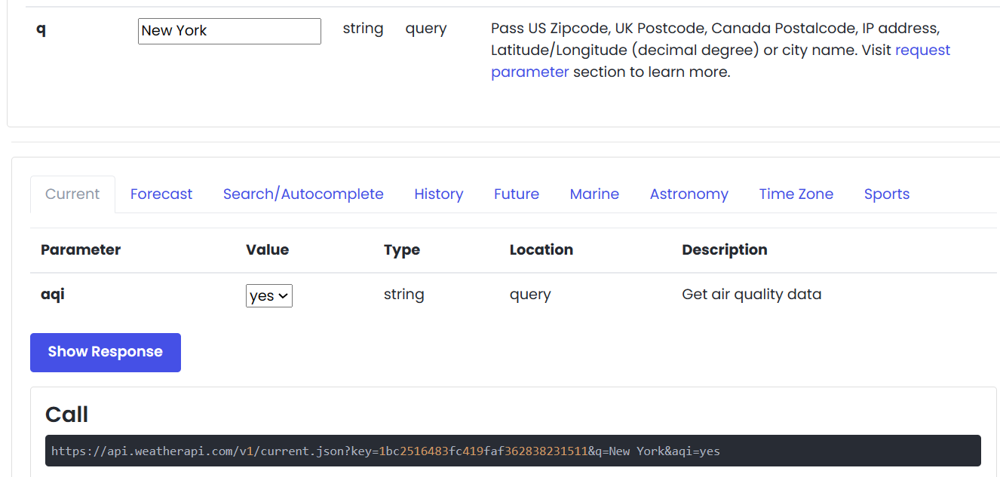 q New York string query Pass US Zipcode, UK Postcode, Canada Postalcode, IP address,
Latitude/Longitude (decimal degree) or city name. Visit request
parameter section to learn more.
Current Forecast Search/Autocomplete History Future Marine Astronomy Time Zone Sports
Parameter Value Type Location Description
aqi yes string query Get air quality data
Show Response
Call
https://api.weatherapi.com/v1/current.json?key=1bc2516483fc419faf362838231511&q=New York&aqi=yes